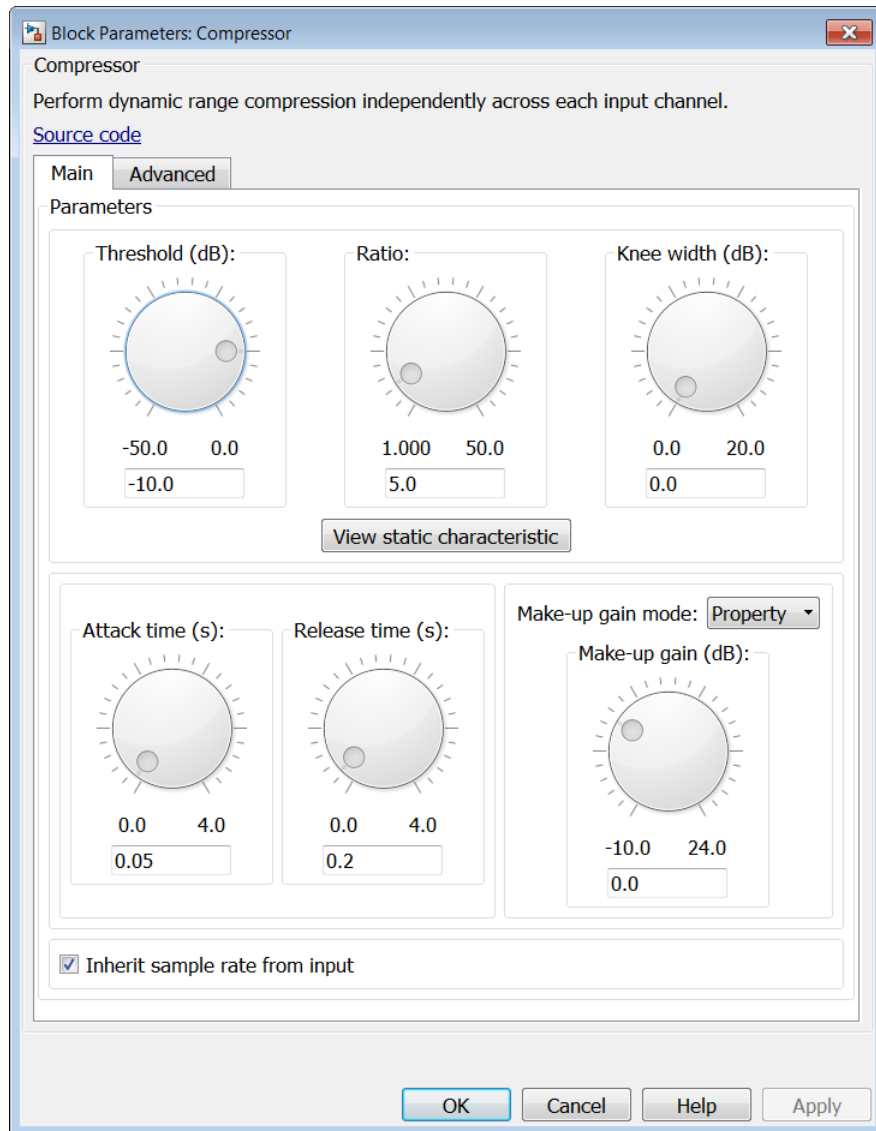 Block Parameters: Compressor
Compressor
Perform dynamic range compression independently across each input channel.
Source code
Main Advanced
Parameters
Threshold (dB): Ratio: Knee width (dB):
-50.0 0.0 1.000 50.0 0.0 20.0
-10.0 5.0 0.0
View static characteristic
Make-up gain mode: Property
Attack time (s): Release time (s):
Make-up gain (dB):
0.0 4.0 0.0 4.0
-10.0 24.0
0.05 0.2
0.0
Inherit sample rate from input
OK Cancel Help Apply